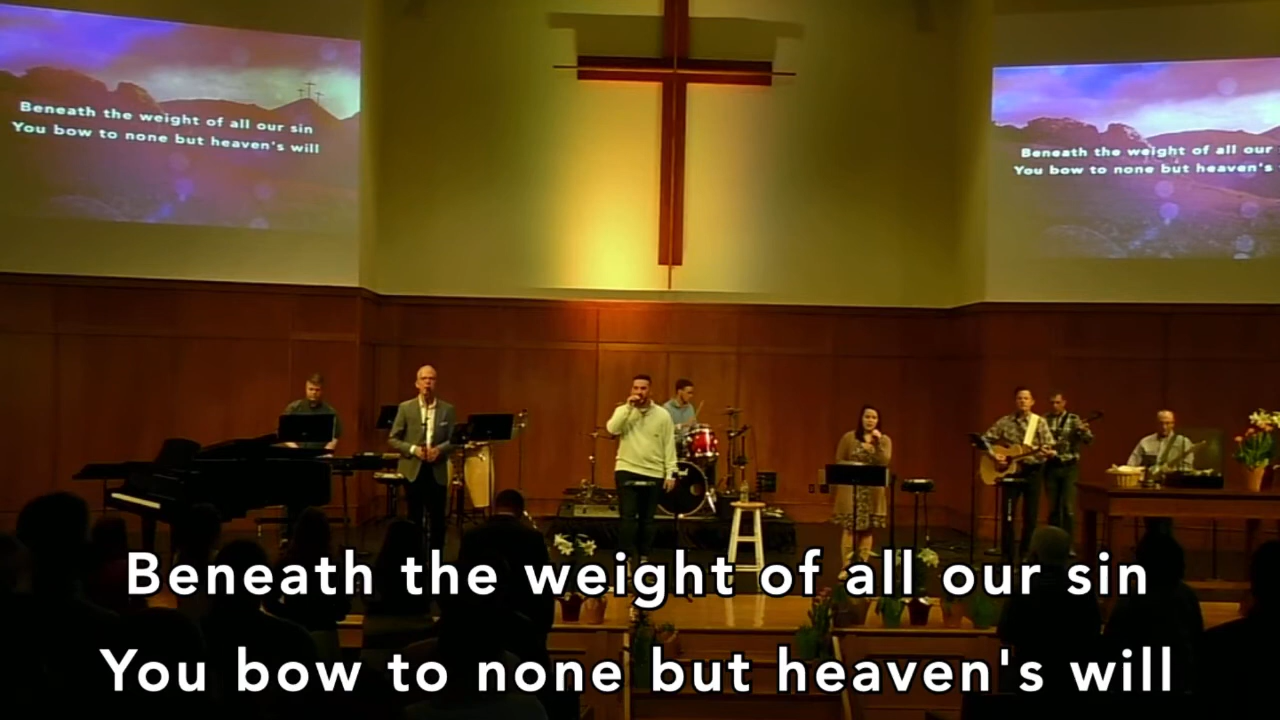 Beneath the weight of all our sin
You bow to none but heaven's will
Beneath the weight of all our
You bow to none but heaven's
Beneath the weight of all our sin
You bow to none but heaven's will